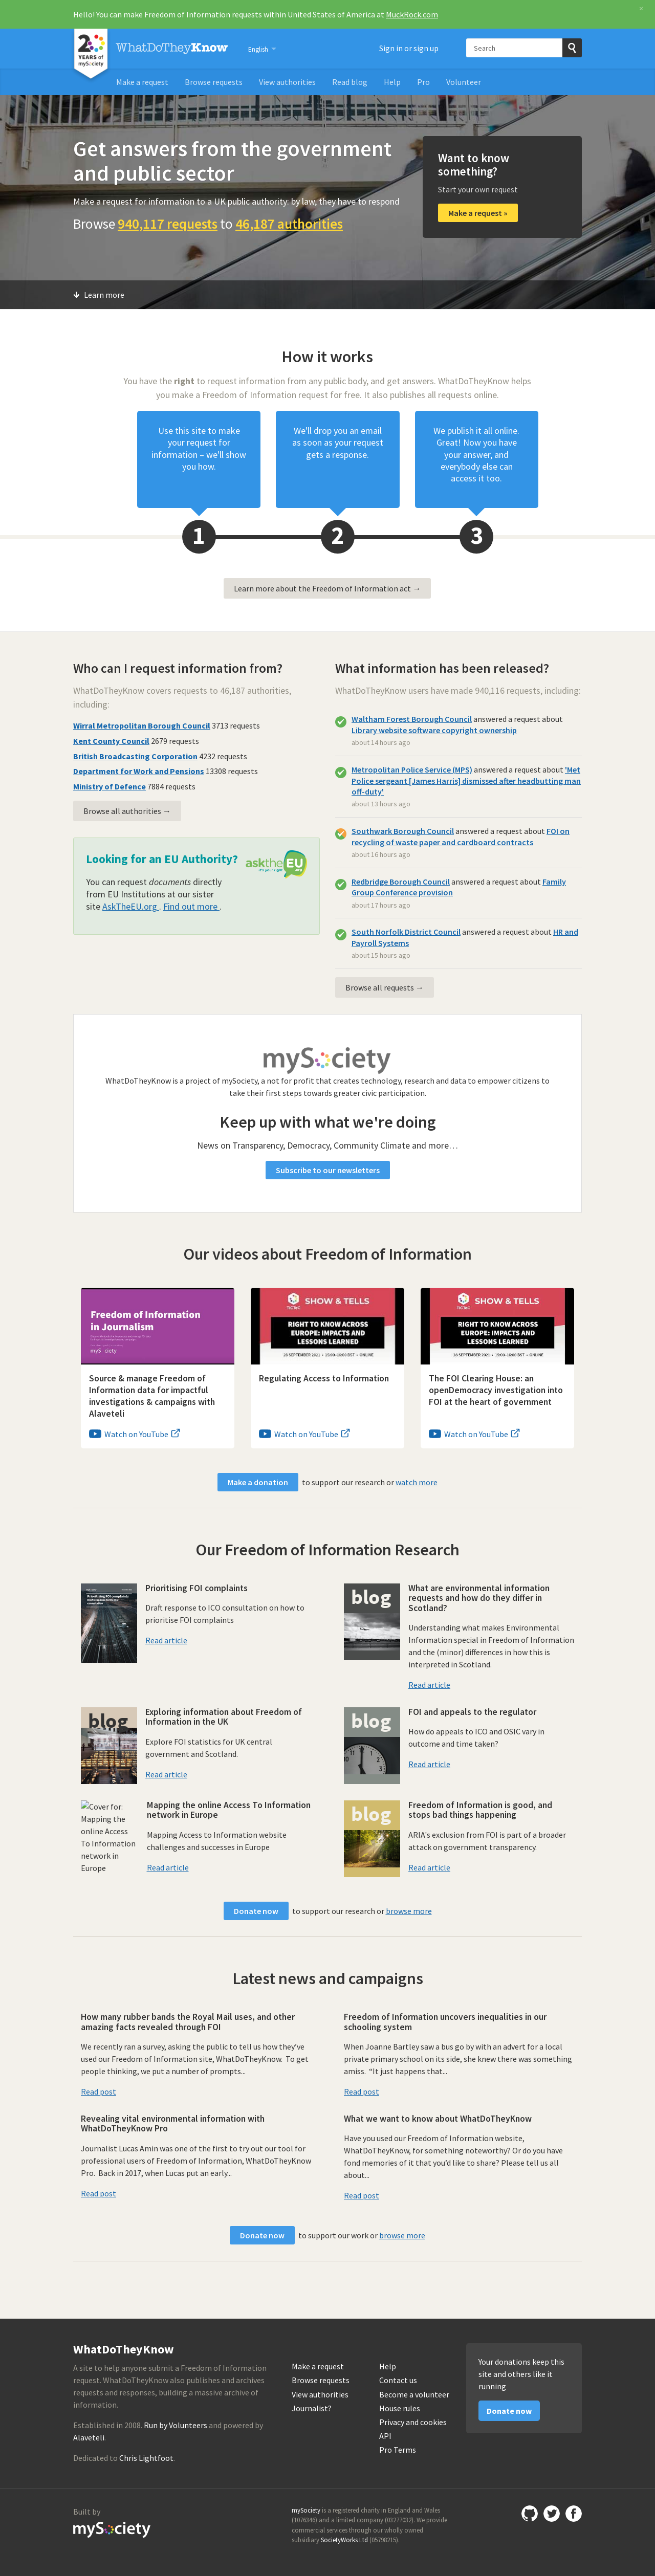 Hello! You can make Freedom of Information requests within United States of America at MuckRock.com
×
20
YEARS of
mySociety
WhatDoTheyKnow
English
Sign in or sign up
Search
Make a request
Browse requests
View authorities
Read blog
Help
Pro
Volunteer
Get answers from the government
and public sector
Make a request for information to a UK public authority: by law, they have to respond
Browse 940,117 requests to 46,187 authorities
Want to know
something?
Start your own request
Make a request »
Learn more
How it works
You have the right to request information from any public body, and get answers. WhatDoTheyKnow helps
you make a Freedom of Information request for free. It also publishes all requests online.
Use this site to make
your request for
information – we'll show
you how.
We'll drop you an email
as soon as your request
gets a response.
We publish it all online.
Great! Now you have
your answer, and
everybody else can
access it too.
1
2
3
Learn more about the Freedom of Information act →
Who can I request information from?
WhatDoTheyKnow covers requests to 46,187 authorities,
including:
Wirral Metropolitan Borough Council 3713 requests
Kent County Council 2679 requests
British Broadcasting Corporation 4232 requests
Department for Work and Pensions 13308 requests
Ministry of Defence 7884 requests
Browse all authorities →
Looking for an EU Authority?
asktheEU
it's your right
You can request documents directly
from EU Institutions at our sister
site AskTheEU.org . Find out more .
What information has been released?
WhatDoTheyKnow users have made 940,116 requests, including:
Waltham Forest Borough Council answered a request about
Library website software copyright ownership
about 14 hours ago
Metropolitan Police Service (MPS) answered a request about 'Met
Police sergeant [James Harris] dismissed after headbutting man
off-duty'
about 13 hours ago
Southwark Borough Council answered a request about FOI on
recycling of waste paper and cardboard contracts
about 16 hours ago
Redbridge Borough Council answered a request about Family
Group Conference provision
about 17 hours ago
South Norfolk District Council answered a request about HR and
Payroll Systems
about 15 hours ago
Browse all requests →
mySociety
WhatDoTheyKnow is a project of mySociety, a not for profit that creates technology, research and data to empower citizens to
take their first steps towards greater civic participation.
Keep up with what we're doing
News on Transparency, Democracy, Community Climate and more…
Subscribe to our newsletters
Our videos about Freedom of Information
Freedom of Information
in Journalism
mySociety
Source & manage Freedom of
Information data for impactful
investigations & campaigns with
Alaveteli
Watch on YouTube
TICTeC
SHOW & TELLS
RIGHT TO KNOW ACROSS
EUROPE: IMPACTS AND
LESSONS LEARNED
Regulating Access to Information
Watch on YouTube
TICTeC
SHOW & TELLS
RIGHT TO KNOW ACROSS
EUROPE: IMPACTS AND
LESSONS LEARNED
The FOI Clearing House: an
openDemocracy investigation into
FOI at the heart of government
Watch on YouTube
Make a donation to support our research or watch more
Our Freedom of Information Research
Prioritising FOI complaints
Draft response to ICO consultation on how to
prioritise FOI complaints
Read article
blog
What are environmental information
requests and how do they differ in
Scotland?
Understanding what makes Environmental
Information special in Freedom of Information
and the (minor) differences in how this is
interpreted in Scotland.
Read article
blog
Exploring information about Freedom of
Information in the UK
Explore FOI statistics for UK central
government and Scotland.
Read article
blog
FOI and appeals to the regulator
How do appeals to ICO and OSIC vary in
outcome and time taken?
Read article
Cover for:
Mapping the
online Access
To Information
network in
Europe
Mapping the online Access To Information
network in Europe
Mapping Access to Information website
challenges and successes in Europe
Read article
blog
Freedom of Information is good, and
stops bad things happening
ARIA's exclusion from FOI is part of a broader
attack on government transparency.
Read article
Donate now to support our research or browse more
Latest news and campaigns
How many rubber bands the Royal Mail uses, and other
amazing facts revealed through FOI
We recently ran a survey, asking the public to tell us how they've
used our Freedom of Information site, WhatDoTheyKnow. To get
people thinking, we put a number of prompts...
Read post
Freedom of Information uncovers inequalities in our
schooling system
When Joanne Bartley saw a bus go by with an advert for a local
private primary school on its side, she knew there was something
amiss. “It just happens that...
Read post
Revealing vital environmental information with
WhatDoTheyKnow Pro
Journalist Lucas Amin was one of the first to try out our tool for
professional users of Freedom of Information, WhatDoTheyKnow
Pro. Back in 2017, when Lucas put an early...
Read post
What we want to know about WhatDoTheyKnow
Have you used our Freedom of Information website,
WhatDoTheyKnow, for something noteworthy? Or do you have
fond memories of it that you'd like to share? Please tell us all
about...
Read post
Donate now to support our work or browse more
WhatDoTheyKnow
A site to help anyone submit a Freedom of Information
request. WhatDoTheyKnow also publishes and archives
requests and responses, building a massive archive of
information.
Established in 2008. Run by Volunteers and powered by
Alaveteli.
Dedicated to Chris Lightfoot.
Make a request
Browse requests
View authorities
Journalist?
Help
Contact us
Become a volunteer
House rules
Privacy and cookies
API
Pro Terms
Your donations keep this
site and others like it
running
Donate now
Built by
mySociety
mySociety is a registered charity in England and Wales
(1076346) and a limited company (03277032). We provide
commercial services through our wholly owned
subsidiary SocietyWorks Ltd (05798215).